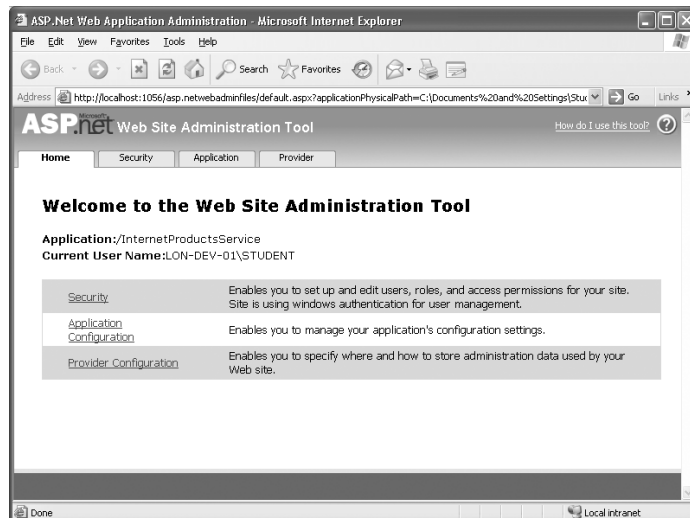 ASP.Net Web Application Administration - Microsoft Internet Explorer
File Edit View Favorites Tools Help
Back Search Favorites
Address http://localhost:1056/asp.netwebadminfiles/default.aspx?applicationPhysicalPath=C:\Documents%20and%20Settings\Stuc Go Links
Microsoft
ASP.net Web Site Administration Tool How do I use this tool? ?
Home Security Application Provider
Welcome to the Web Site Administration Tool
Application:/InternetProductsService
Current User Name:LON-DEV-01\STUDENT
Security Enables you to set up and edit users, roles, and access permissions for your site.
Site is using windows authentication for user management.
Application
Configuration Enables you to manage your application's configuration settings.
Provider Configuration Enables you to specify where and how to store administration data used by your
Web site.
Done Local intranet